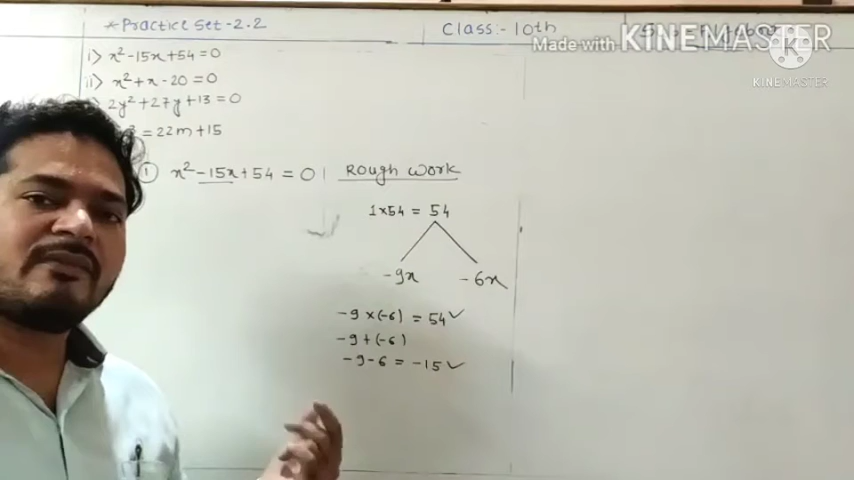 *Practice Set-2.2
Class:- 10th
Made with KINEMASTER
KINEMASTER
i> x²-15x+54=0
ii> x²+x-20=0
2y²+27y+13=0
= 22m+15
① x²-15x+54=0
Rough work
1×54 = 54
-9x -6x
-9×(-6) = 54✓
-9+(-6)
-9-6 = -15✓